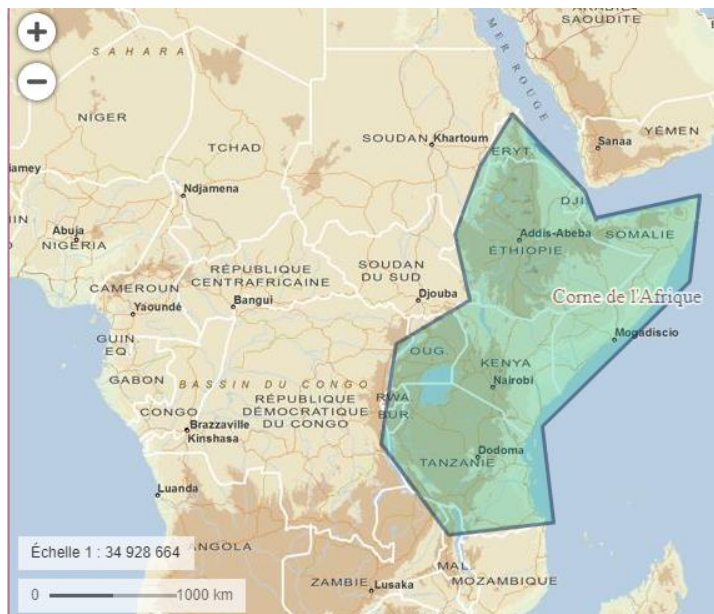 +
−
SAHARA
MER ROUGE
ARABIE
SAOUDITE
NIGER
TCHAD
SOUDAN
Khartoum
ERYT.
Sanaa
YÉMEN
Ndjamena
DJI.
Abuja
NIGÉRIA
Addis-Abeba
ÉTHIOPIE
SOMALIE
RÉPUBLIQUE
CENTRAFRICAINE
SOUDAN
DU SUD
CAMEROUN
Yaoundé
Bangui
Djouba
Corne de l'Afrique
Mogadiscio
GUIN.
EQ.
OUG.
KENYA
Nairobi
GABON
BASSIN DU CONGO
RWA
BUR.
CONGO
RÉPUBLIQUE
DÉMOCRATIQUE
DU CONGO
Brazzaville
Kinshasa
Dodoma
TANZANIE
Luanda
ANGOLA
MAL.
MOZAMBIQUE
ZAMBIE
Lusaka
Échelle 1 : 34 928 664
0 1000 km